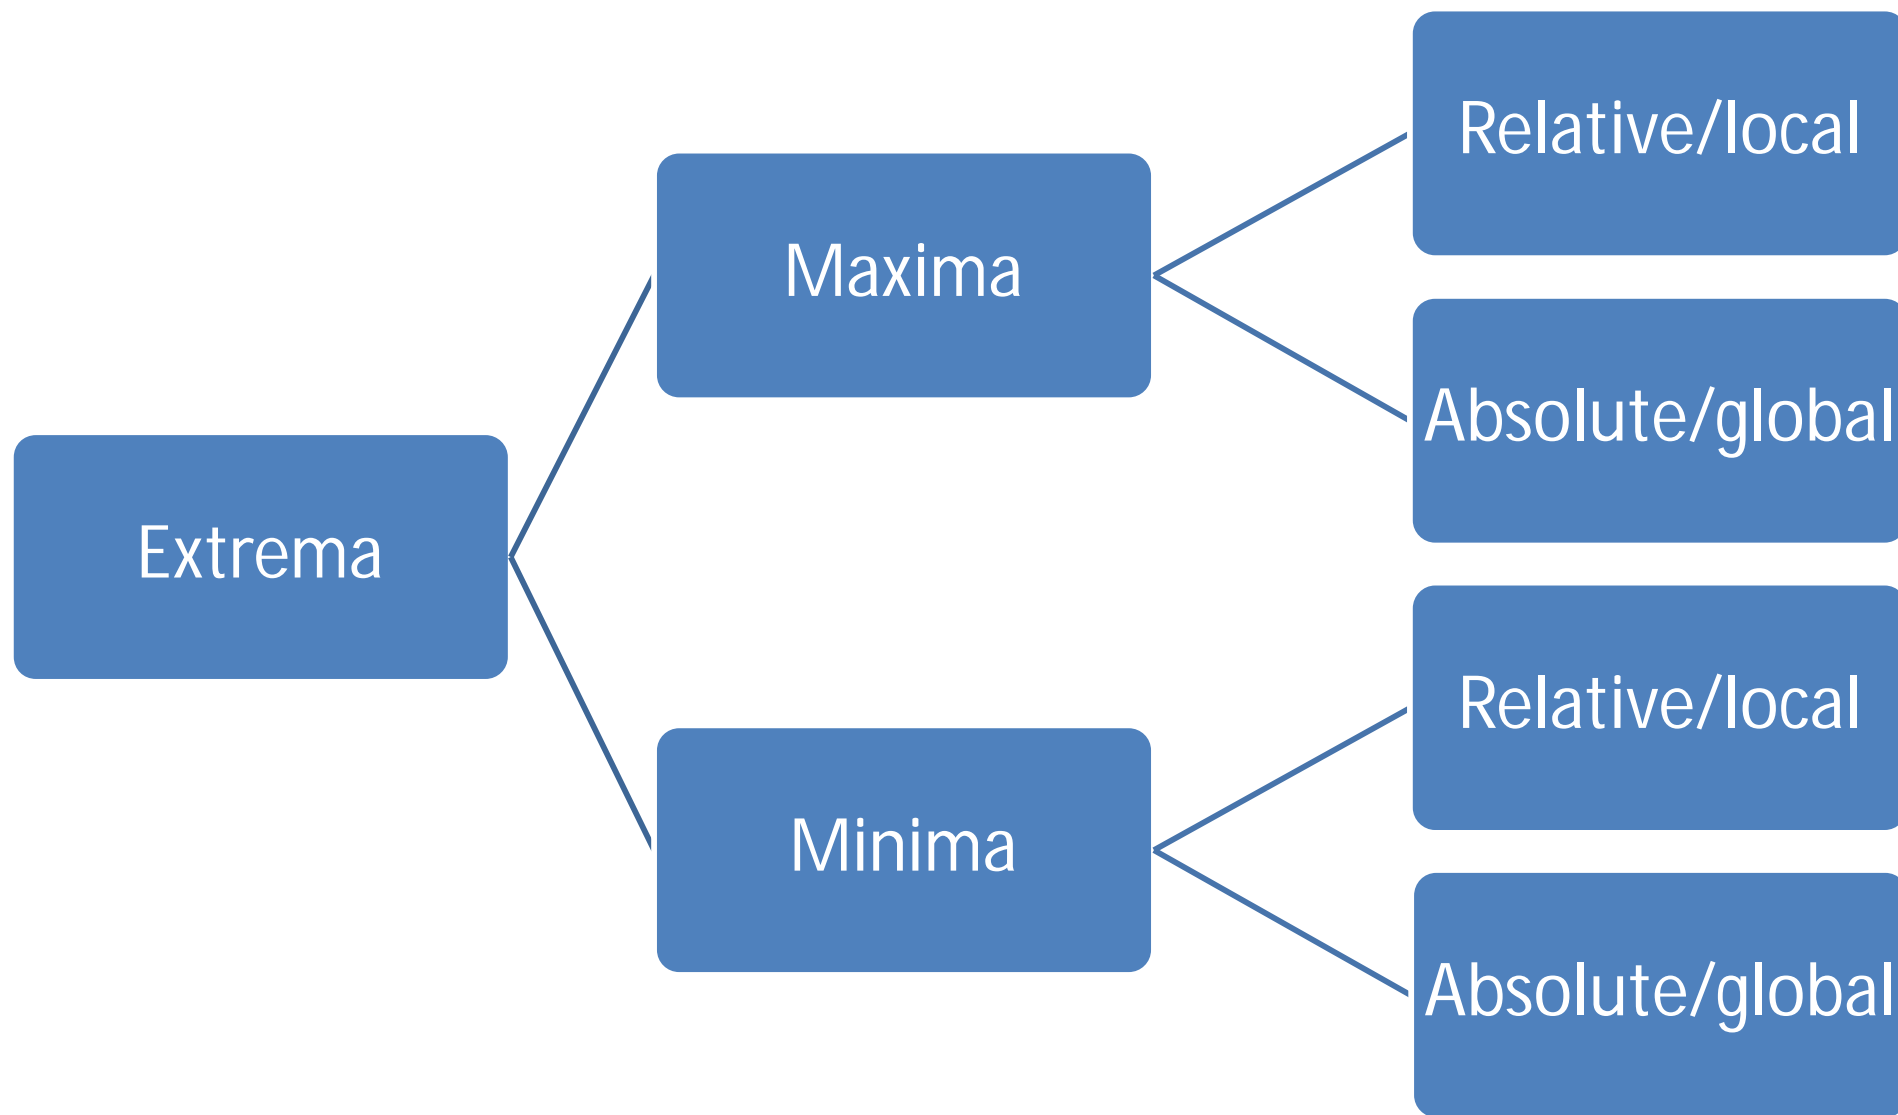 Extrema
Maxima
Relative/local
Absolute/global
Minima
Relative/local
Absolute/global